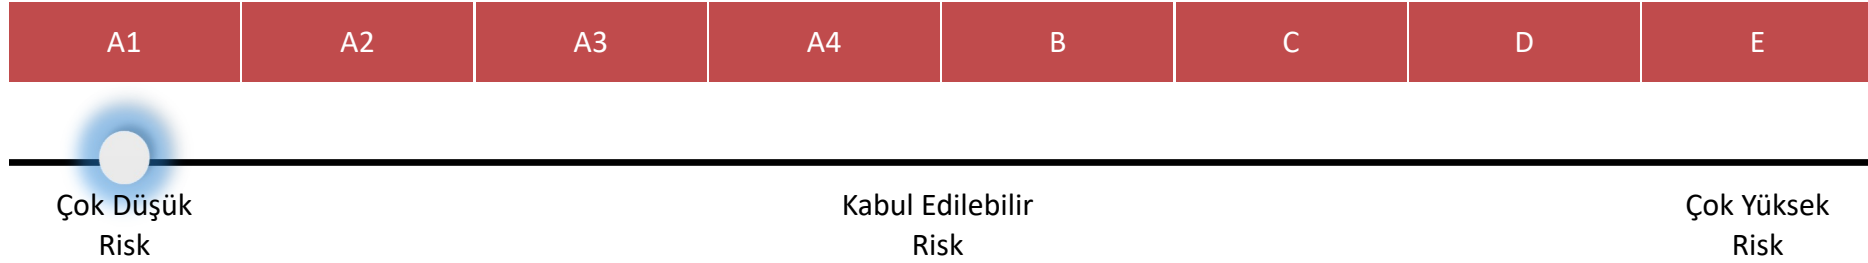 A1 A2 A3 A4 B C D E
Çok Düşük Risk
Kabul Edilebilir Risk
Çok Yüksek Risk